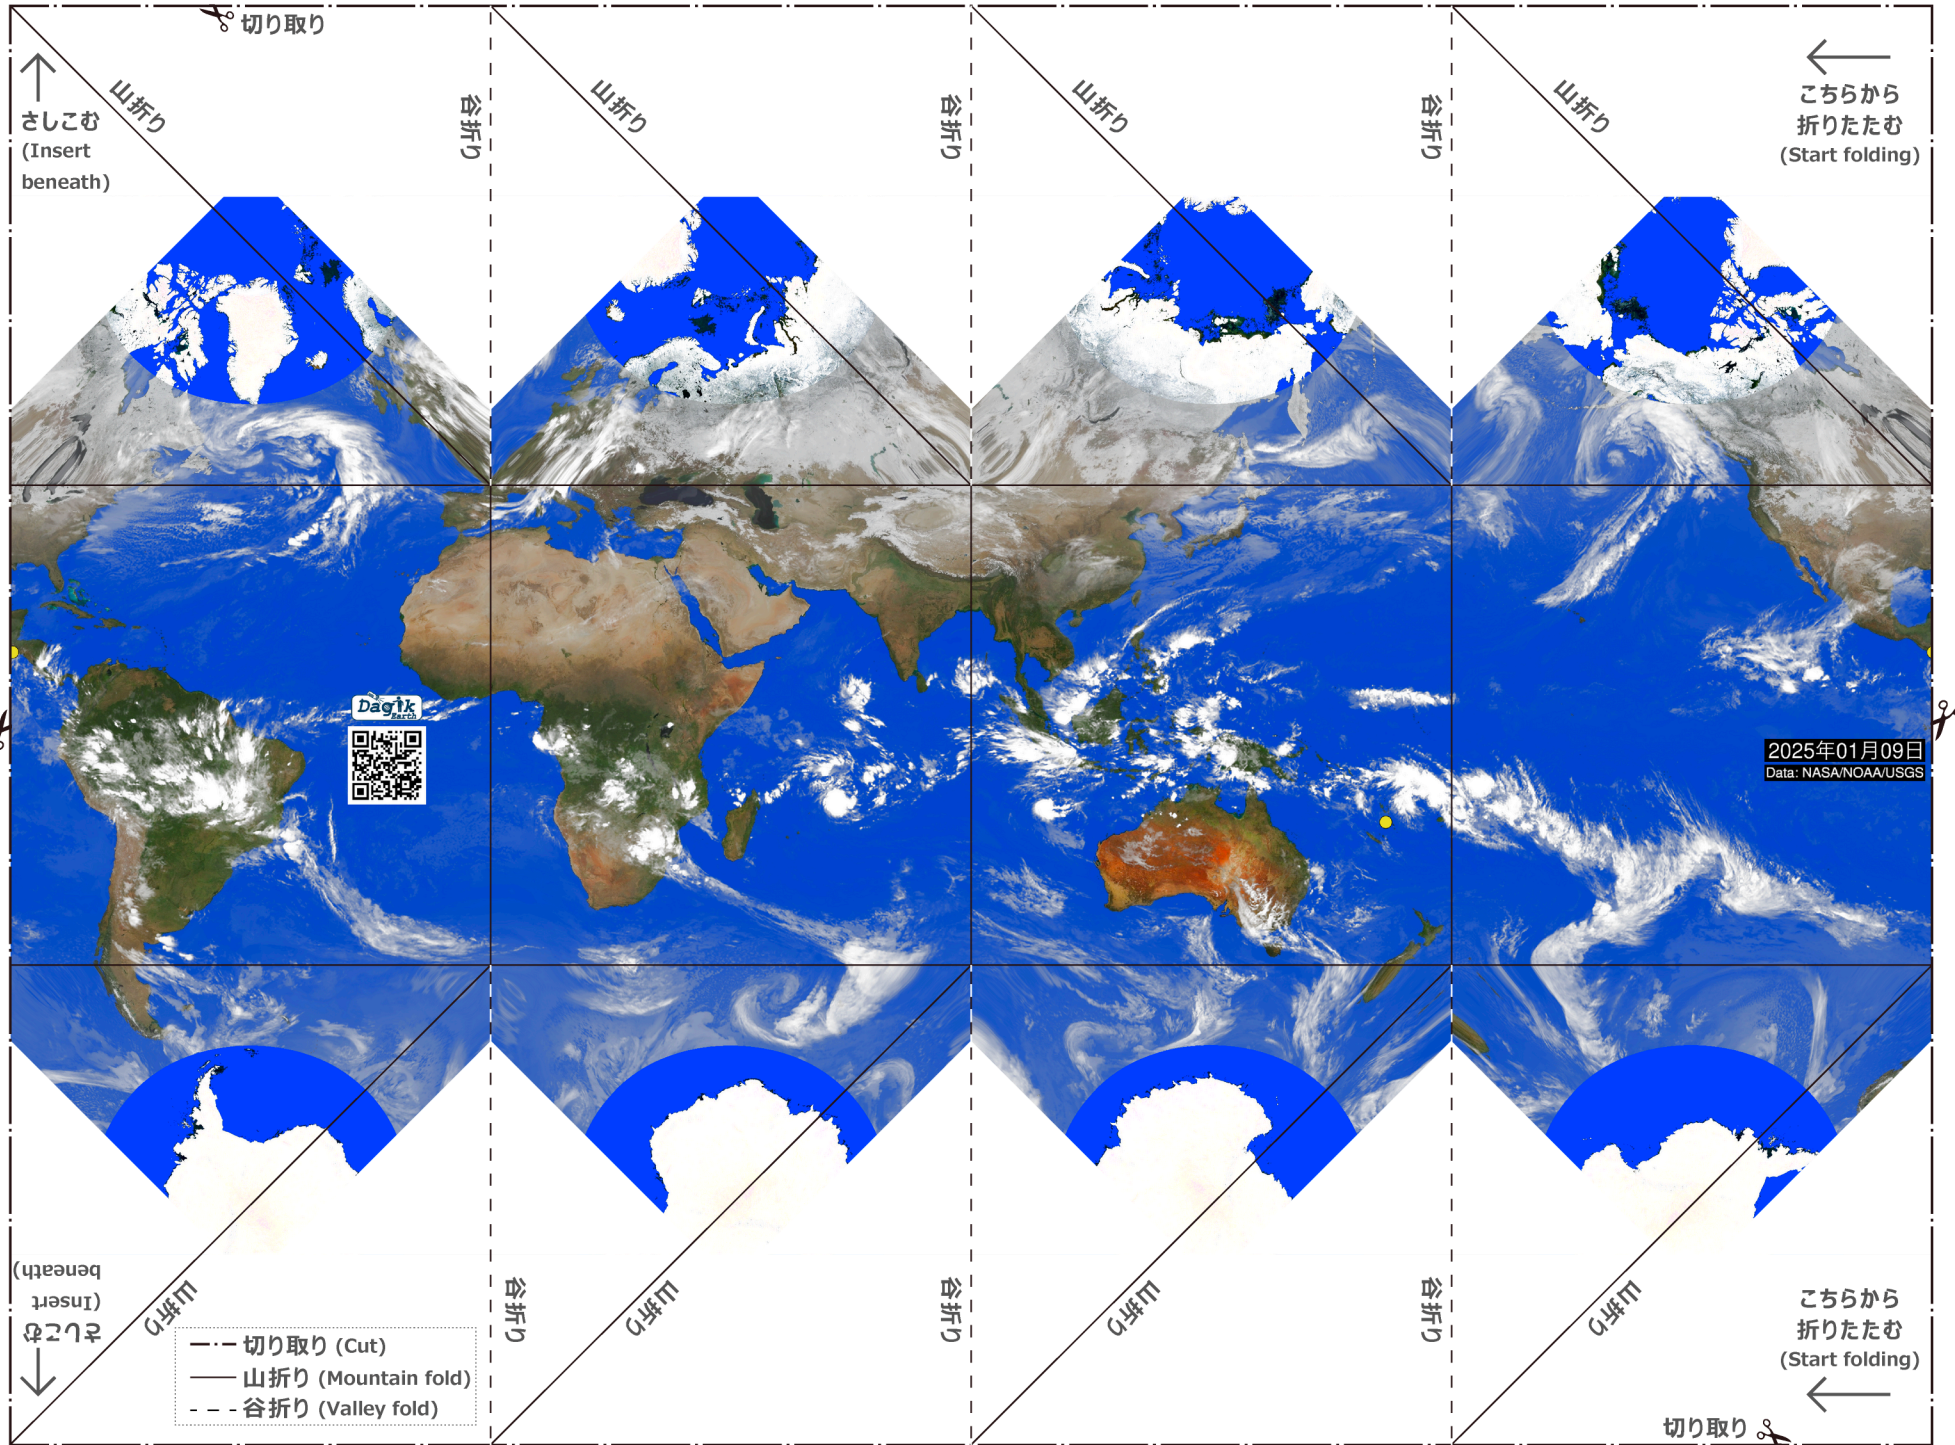 切り取り
山折り
谷折り
山折り
谷折り
山折り
谷折り
山折り
さしこむ
(Insert
beneath)
こちらから
折りたたむ
(Start folding)
Dagik
Earth
2025年01月09日
Data: NASA/NOAA/USGS
さしこむ
(Insert
beneath)
山折り
谷折り
山折り
谷折り
山折り
谷折り
山折り
こちらから
折りたたむ
(Start folding)
切り取り (Cut)
山折り (Mountain fold)
谷折り (Valley fold)
切り取り